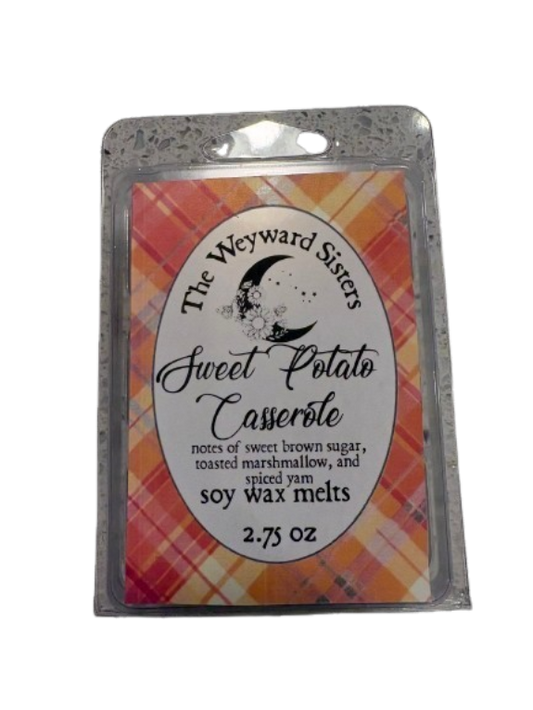 The Weyward Sisters
Sweet Potato
Casserole
notes of sweet brown sugar,
toasted marshmallow, and
spiced yam
soy wax melts
2.75 oz